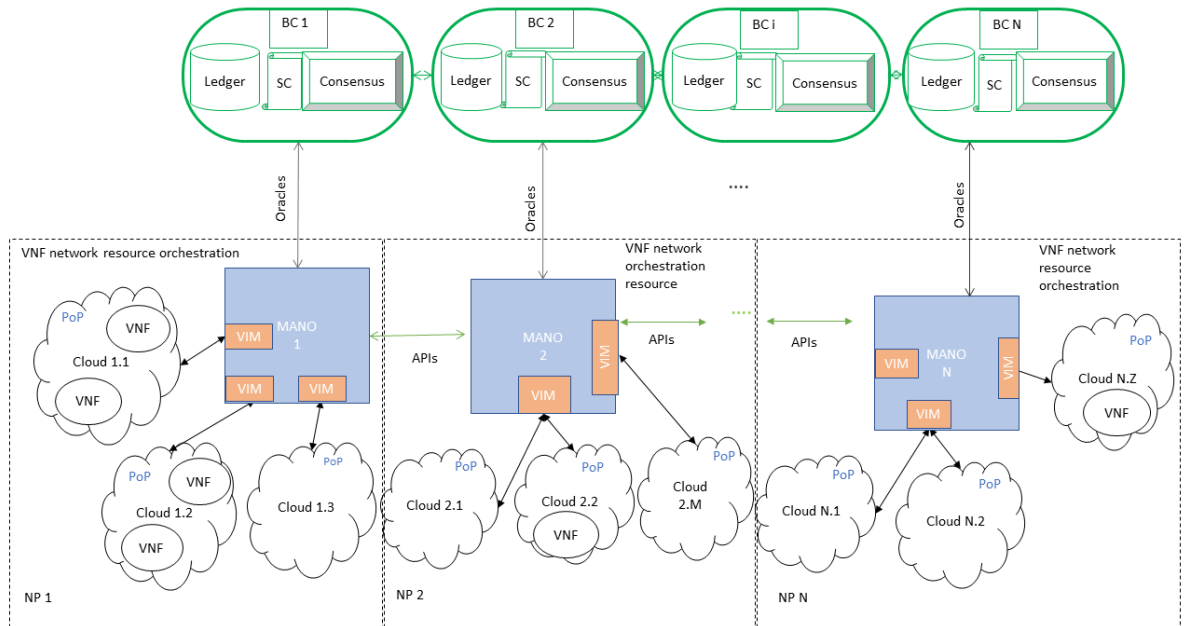 BC 1
BC 2
BC i
BC N
Ledger
SC
Consensus
Ledger
SC
Consensus
Ledger
SC
Consensus
Ledger
SC
Consensus
Oracles
Oracles
....
Oracles
VNF network resource orchestration
VNF network
orchestration
resource
VNF network
resource
orchestration
PoP
VNF
Cloud 1.1
VNF
MANO
1
VIM
VIM
VIM
APIs
MANO
2
VIM
VIM
APIs
....
APIs
MANO
N
VIM
VIM
VIM
PoP
Cloud N.Z
VNF
PoP
VNF
Cloud 1.2
VNF
PoP
Cloud 1.3
PoP
Cloud 2.1
PoP
Cloud 2.2
VNF
PoP
Cloud
2.M
PoP
Cloud N.1
PoP
Cloud N.2
NP 1
NP 2
NP N